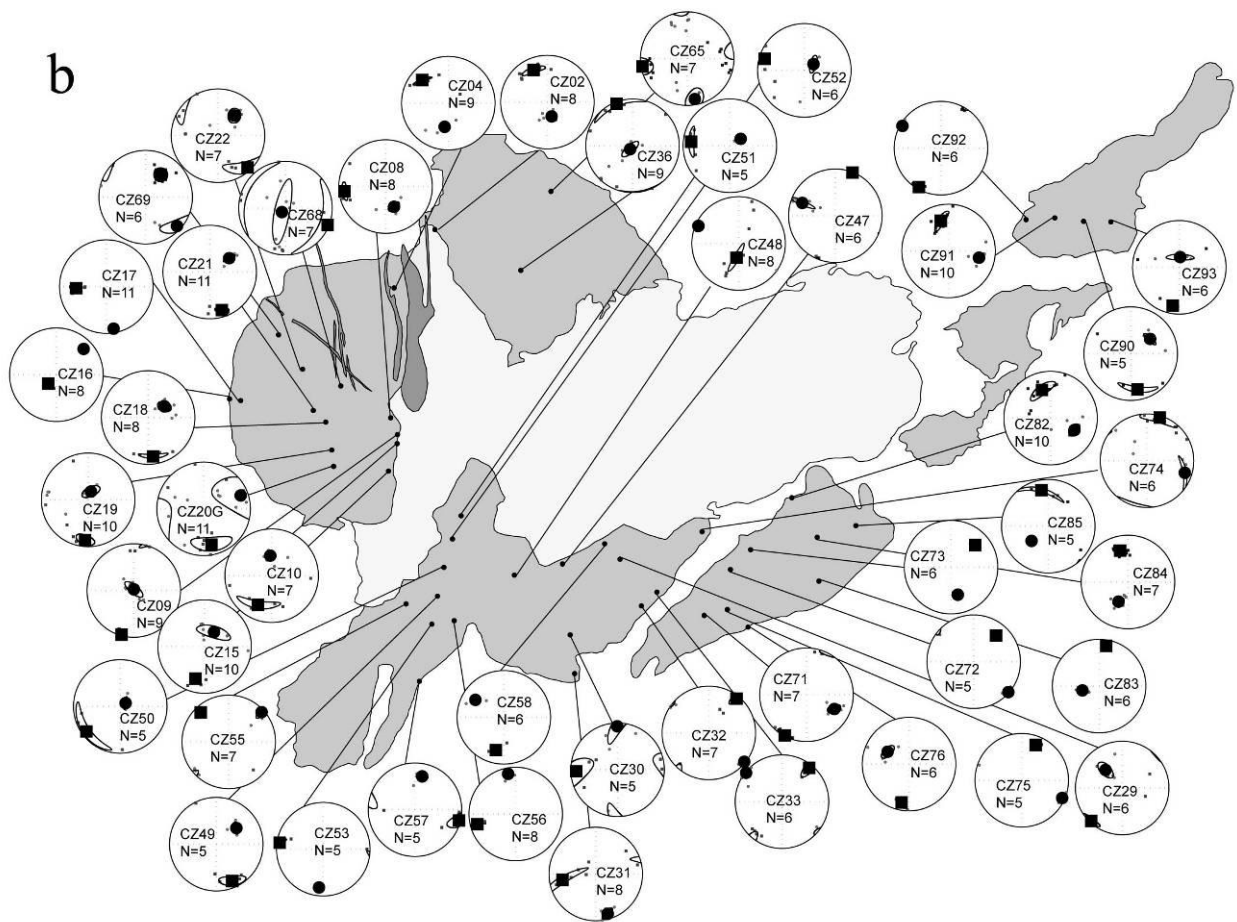 b
CZ65
N=7
CZ52
N=6
CZ04
N=9
CZ02
N=8
CZ22
N=7
CZ36
N=9
CZ51
N=5
CZ92
N=6
CZ08
N=8
CZ69
N=6
CZ68
N=7
CZ47
N=6
CZ48
N=8
CZ91
N=10
CZ93
N=6
CZ17
N=11
CZ21
N=11
CZ90
N=5
CZ16
N=8
CZ18
N=8
CZ82
N=10
CZ74
N=6
CZ19
N=10
CZ20G
N=11
CZ85
N=5
CZ73
N=6
CZ84
N=7
CZ10
N=7
CZ09
N=9
CZ15
N=10
CZ72
N=5
CZ83
N=6
CZ50
N=5
CZ55
N=7
CZ58
N=6
CZ71
N=7
CZ32
N=7
CZ30
N=5
CZ76
N=6
CZ75
N=5
CZ29
N=6
CZ33
N=6
CZ49
N=5
CZ53
N=5
CZ57
N=5
CZ56
N=8
CZ31
N=8